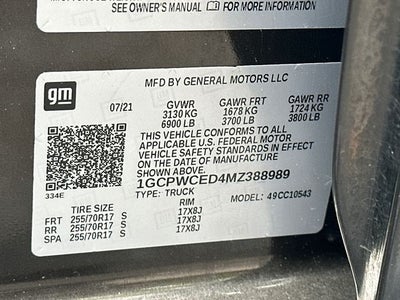 SEE OWNER'S MANUAL FOR MORE INFORMATION
gm
MFD BY GENERAL MOTORS LLC
07/21 GVWR GAWR FRT GAWR RR
3130 KG 1678 KG 1724 KG
6900 LB 3700 LB 3800 LB
THIS VEHICLE CONFORMS TO ALL
APPLICABLE U.S. FEDERAL MOTOR
VEHICLE SAFETY STANDARDS IN EFFECT
ON THE DATE OF MANUFACTURE SHOWN ABOVE.
1GCPWCED4MZ388989
334E
TYPE: TRUCK MODEL: 49CC10543
TIRE SIZE RIM
FRT 255/70R17 S 17X8J
RR 255/70R17 S 17X8J
SPA 255/70R17 S 17X8J